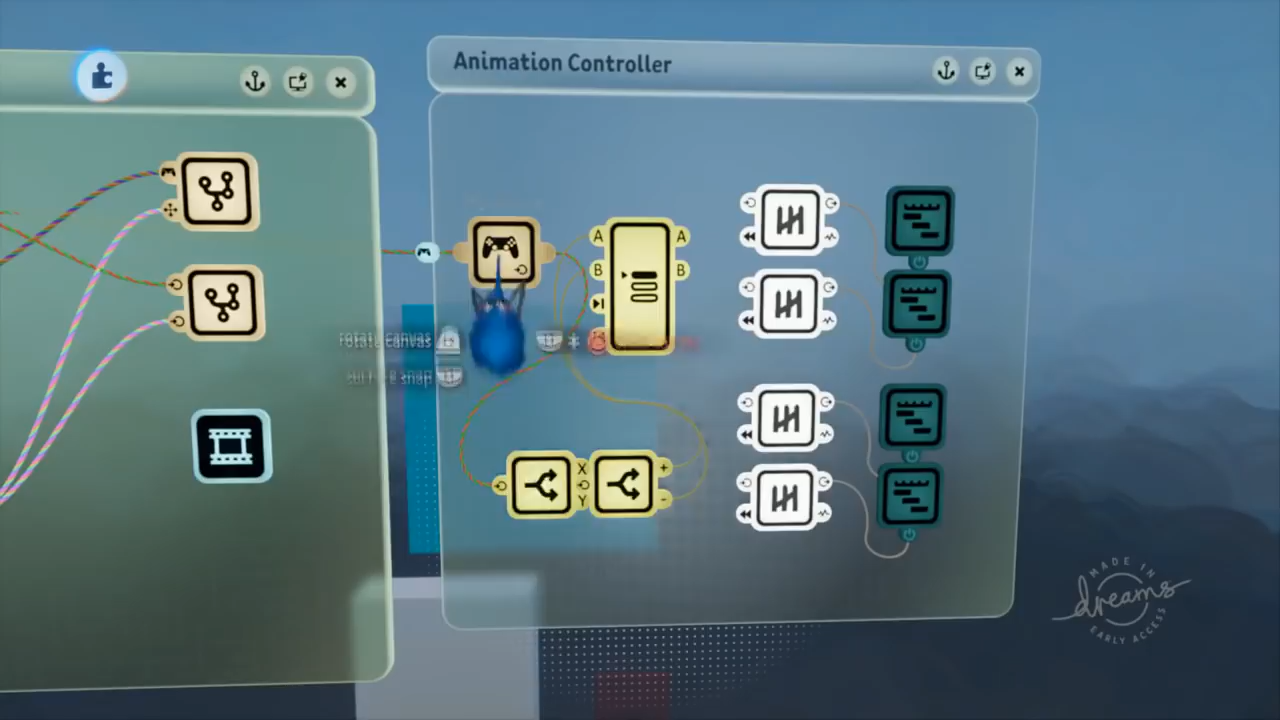 Animation Controller
A
A
B
B
rotate canvas
X
Y
+
-
MADE IN
dreams
EARLY ACCESS